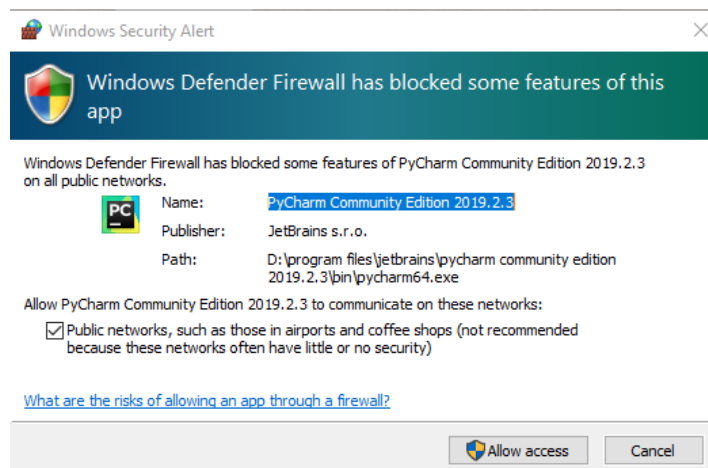 Windows Security Alert
Windows Defender Firewall has blocked some features of this
app
Windows Defender Firewall has blocked some features of PyCharm Community Edition 2019.2.3
on all public networks.
PC
Name: PyCharm Community Edition 2019.2.3
Publisher: JetBrains s.r.o.
Path: D:\program files\jetbrains\pycharm community edition
2019.2.3\bin\pycharm64.exe
Allow PyCharm Community Edition 2019.2.3 to communicate on these networks:
Public networks, such as those in airports and coffee shops (not recommended
because these networks often have little or no security)
What are the risks of allowing an app through a firewall?
Allow access Cancel